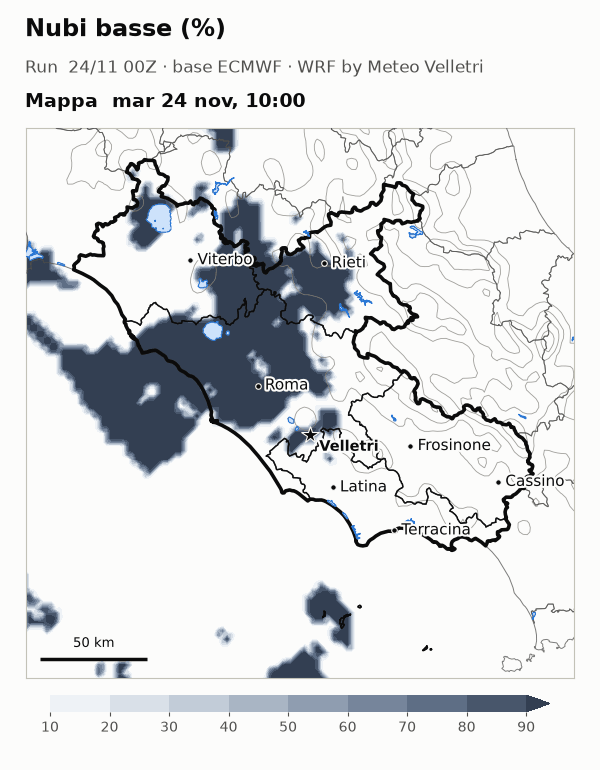 Nubi basse (%)
Run  24/11 00Z · base ECMWF · WRF by Meteo Velletri
Mappa  mar 24 nov, 10:00
Viterbo
Rieti
Roma
Velletri
Frosinone
Cassino
Latina
Terracina
50 km
10 20 30 40 50 60 70 80 90